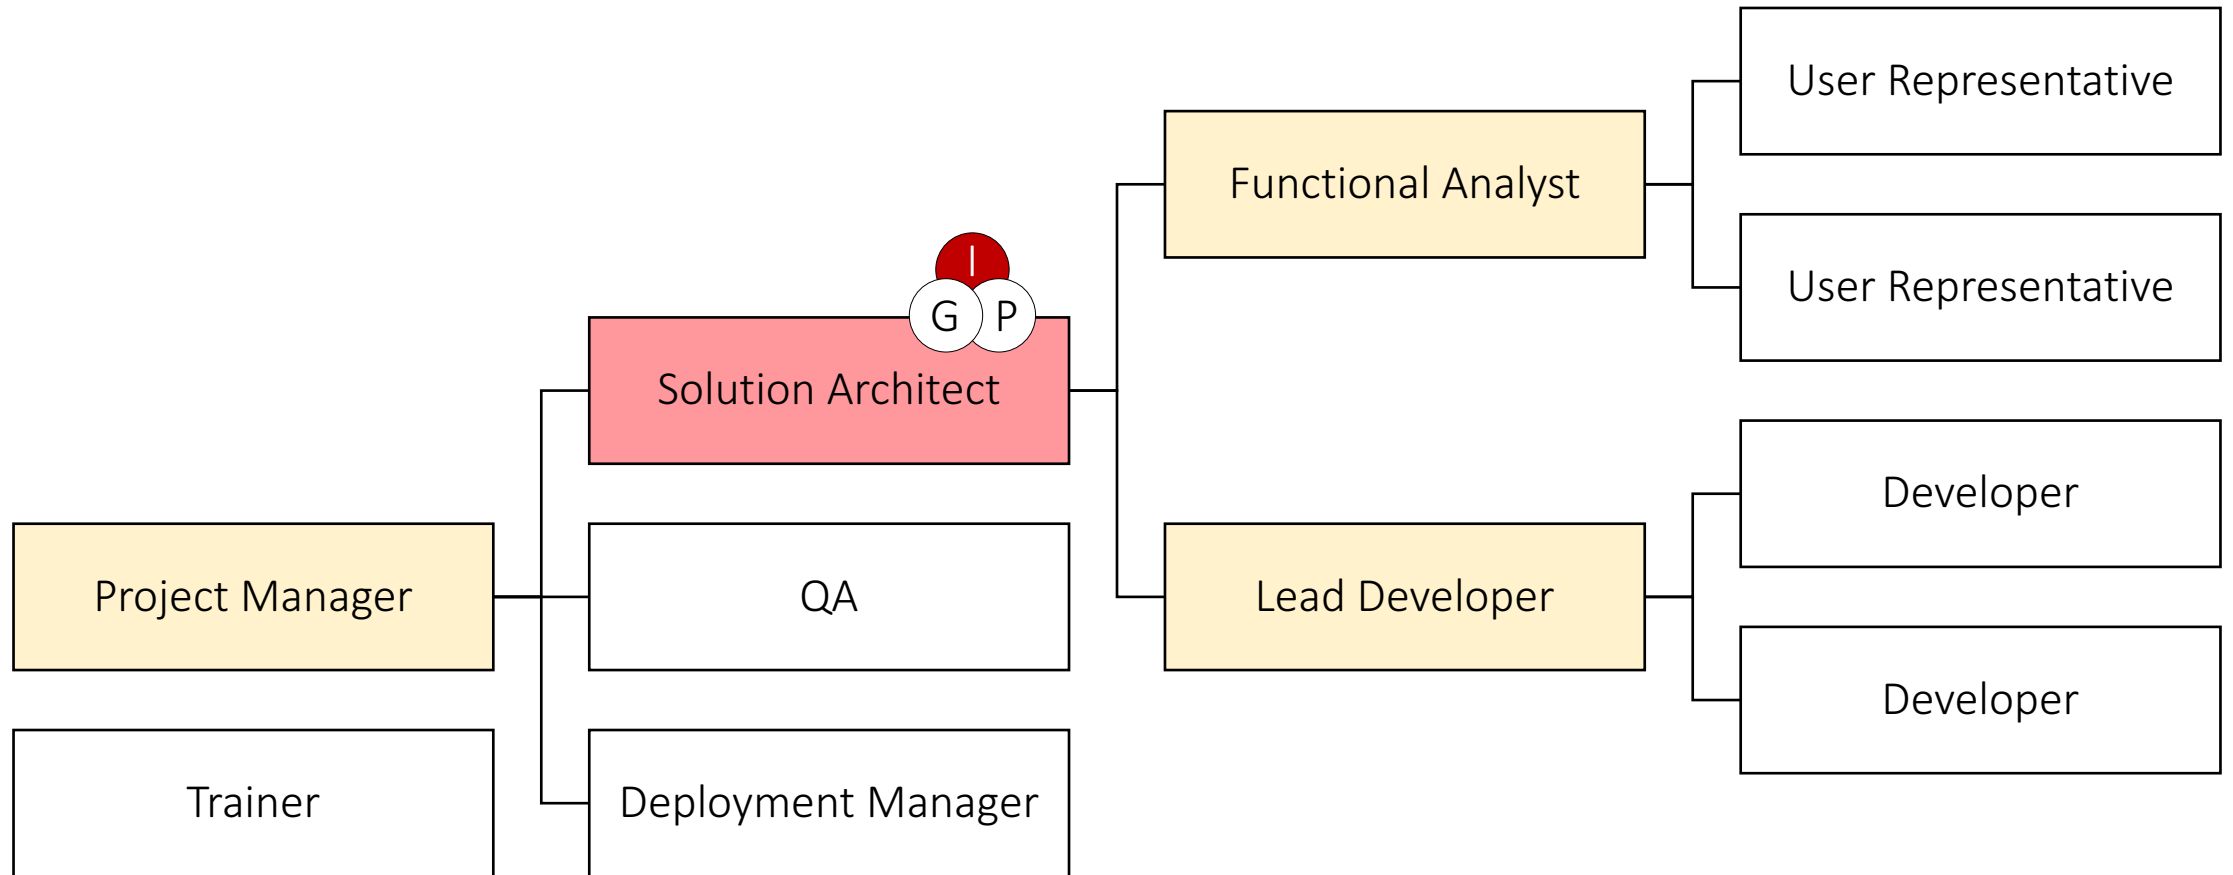 User Representative
Functional Analyst
User Representative
I
G P
Solution Architect
Developer
Project Manager
QA
Lead Developer
Developer
Trainer
Deployment Manager